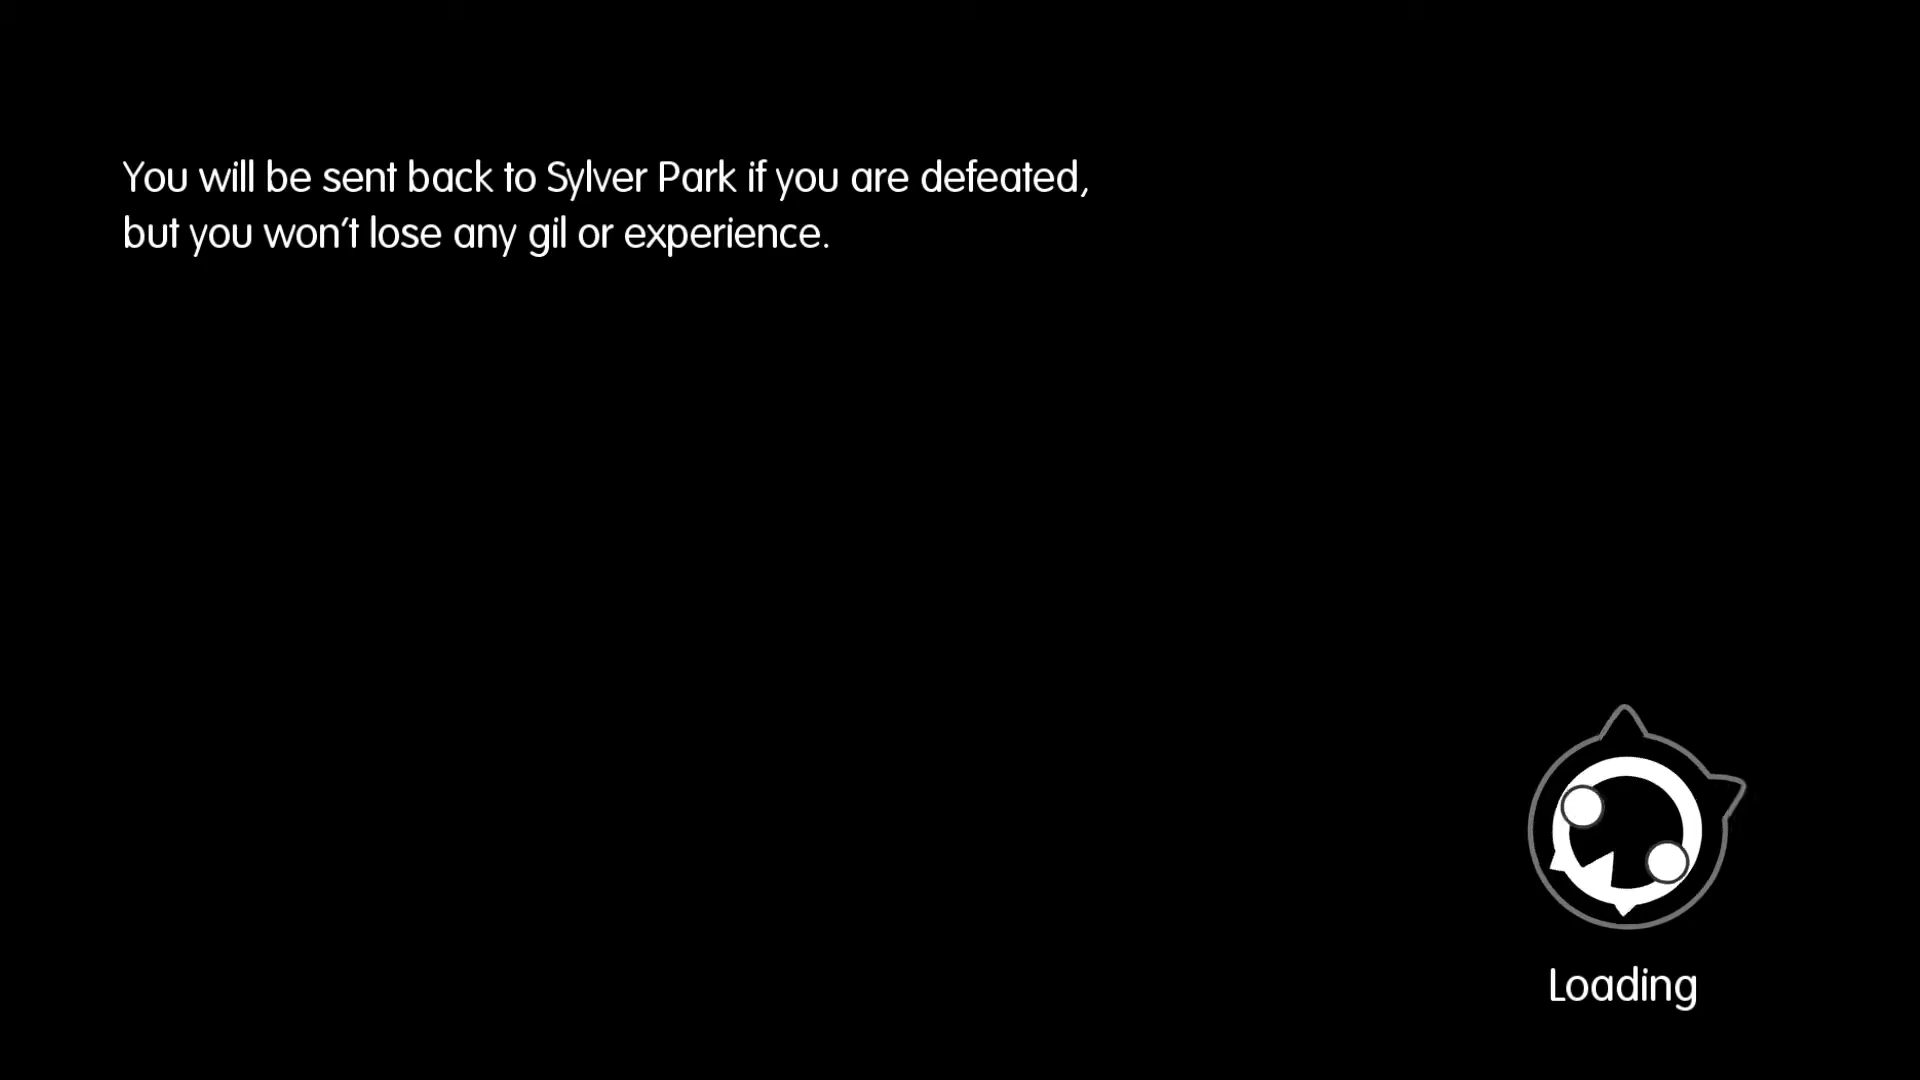 You will be sent back to Sylver Park if you are defeated,
but you won't lose any gil or experience.
Loading